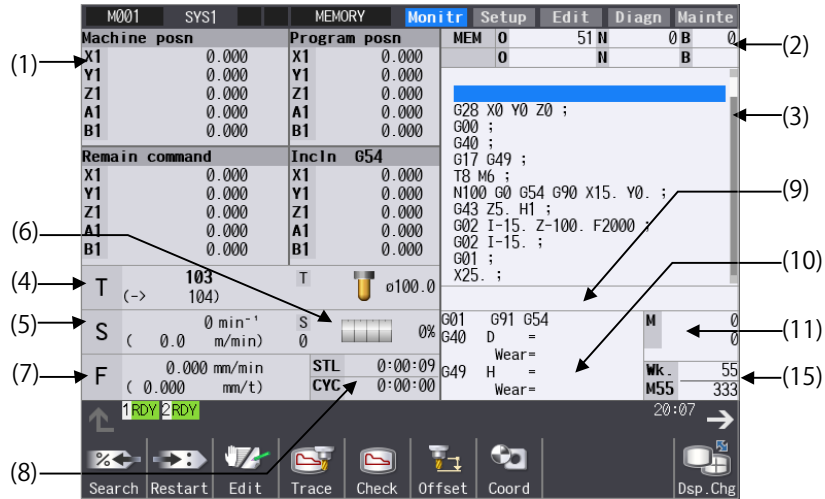 M001 SYS1 MEMORY Monitr Setup Edit Diagn Mainte
Machine posn
X1 0.000
Y1 0.000
Z1 0.000
A1 0.000
B1 0.000
Program posn
X1 0.000
Y1 0.000
Z1 0.000
A1 0.000
B1 0.000
Remain command
X1 0.000
Y1 0.000
Z1 0.000
A1 0.000
B1 0.000
Incln G54
X1 0.000
Y1 0.000
Z1 0.000
A1 0.000
B1 0.000
MEM O 51 N 0 B 0
O N B
G28 X0 Y0 Z0 ;
G00 ;
G40 ;
G17 G49 ;
T8 M6 ;
N100 G0 G54 G90 X15. Y0. ;
G43 Z5. H1 ;
G02 I-15. Z-100. F2000 ;
G02 I-15. ;
G01 ;
X25. ;
T 103
(-> 104)
T ø100.0
S 0 min⁻¹
( 0.0 m/min)
S
0
0%
F 0.000 mm/min
( 0.000 mm/t)
STL 0:00:09
CYC 0:00:00
G01 G91 G54
G40 D =
Wear=
G49 H =
Wear=
M 0
0
Wk. 55
M55 333
1 RDY 2 RDY
20:07
Search Restart Edit Trace Check Offset Coord Dsp.Chg
(1)
(6)
(4)
(5)
(7)
(8)
(2)
(3)
(9)
(10)
(11)
(15)